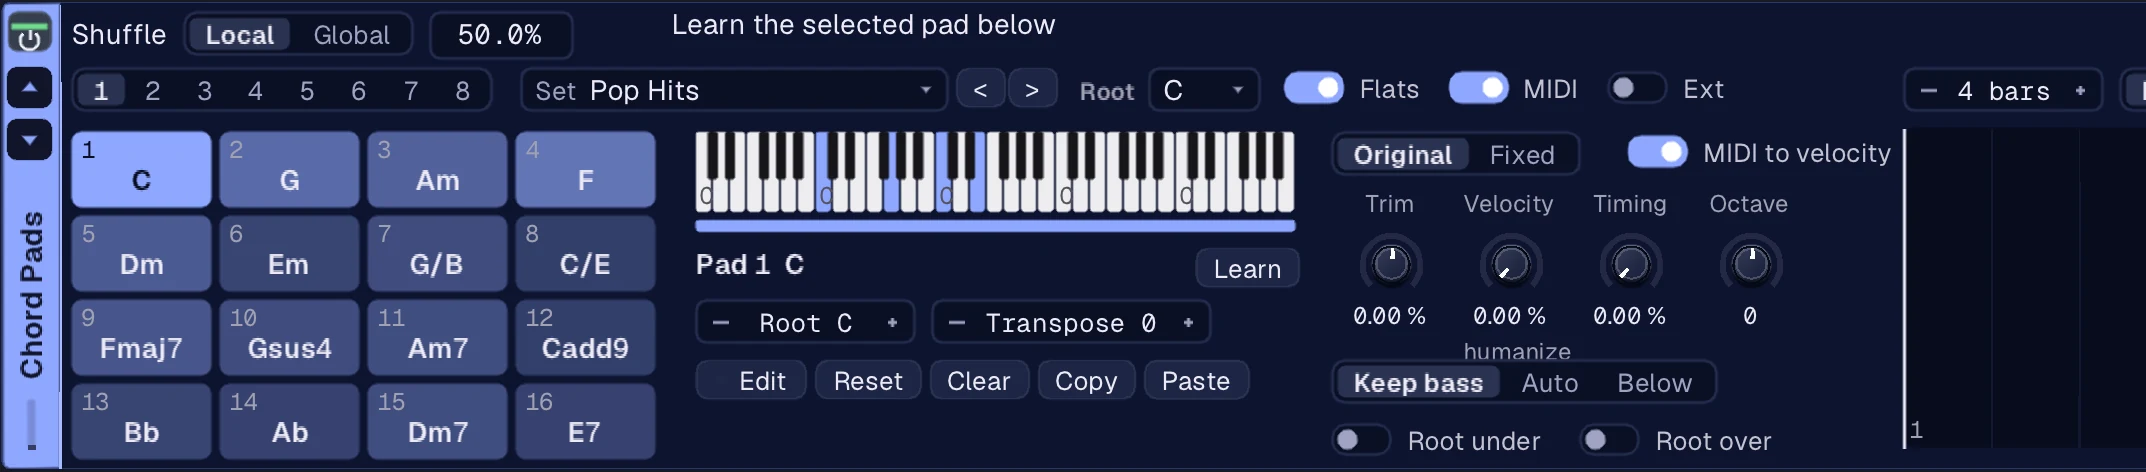 Shuffle Local Global 50.0% Learn the selected pad below
1 2 3 4 5 6 7 8 Set Pop Hits < > Root C Flats MIDI Ext − 4 bars +
Chord Pads
1 C
2 G
3 Am
4 F
5 Dm
6 Em
7 G/B
8 C/E
9 Fmaj7
10 Gsus4
11 Am7
12 Cadd9
13 Bb
14 Ab
15 Dm7
16 E7
Pad 1 C Learn
− Root C + − Transpose 0 +
Edit Reset Clear Copy Paste
Original Fixed MIDI to velocity
Trim Velocity Timing Octave
0.00 % 0.00 % 0.00 % 0
humanize
Keep bass Auto Below
Root under Root over
1